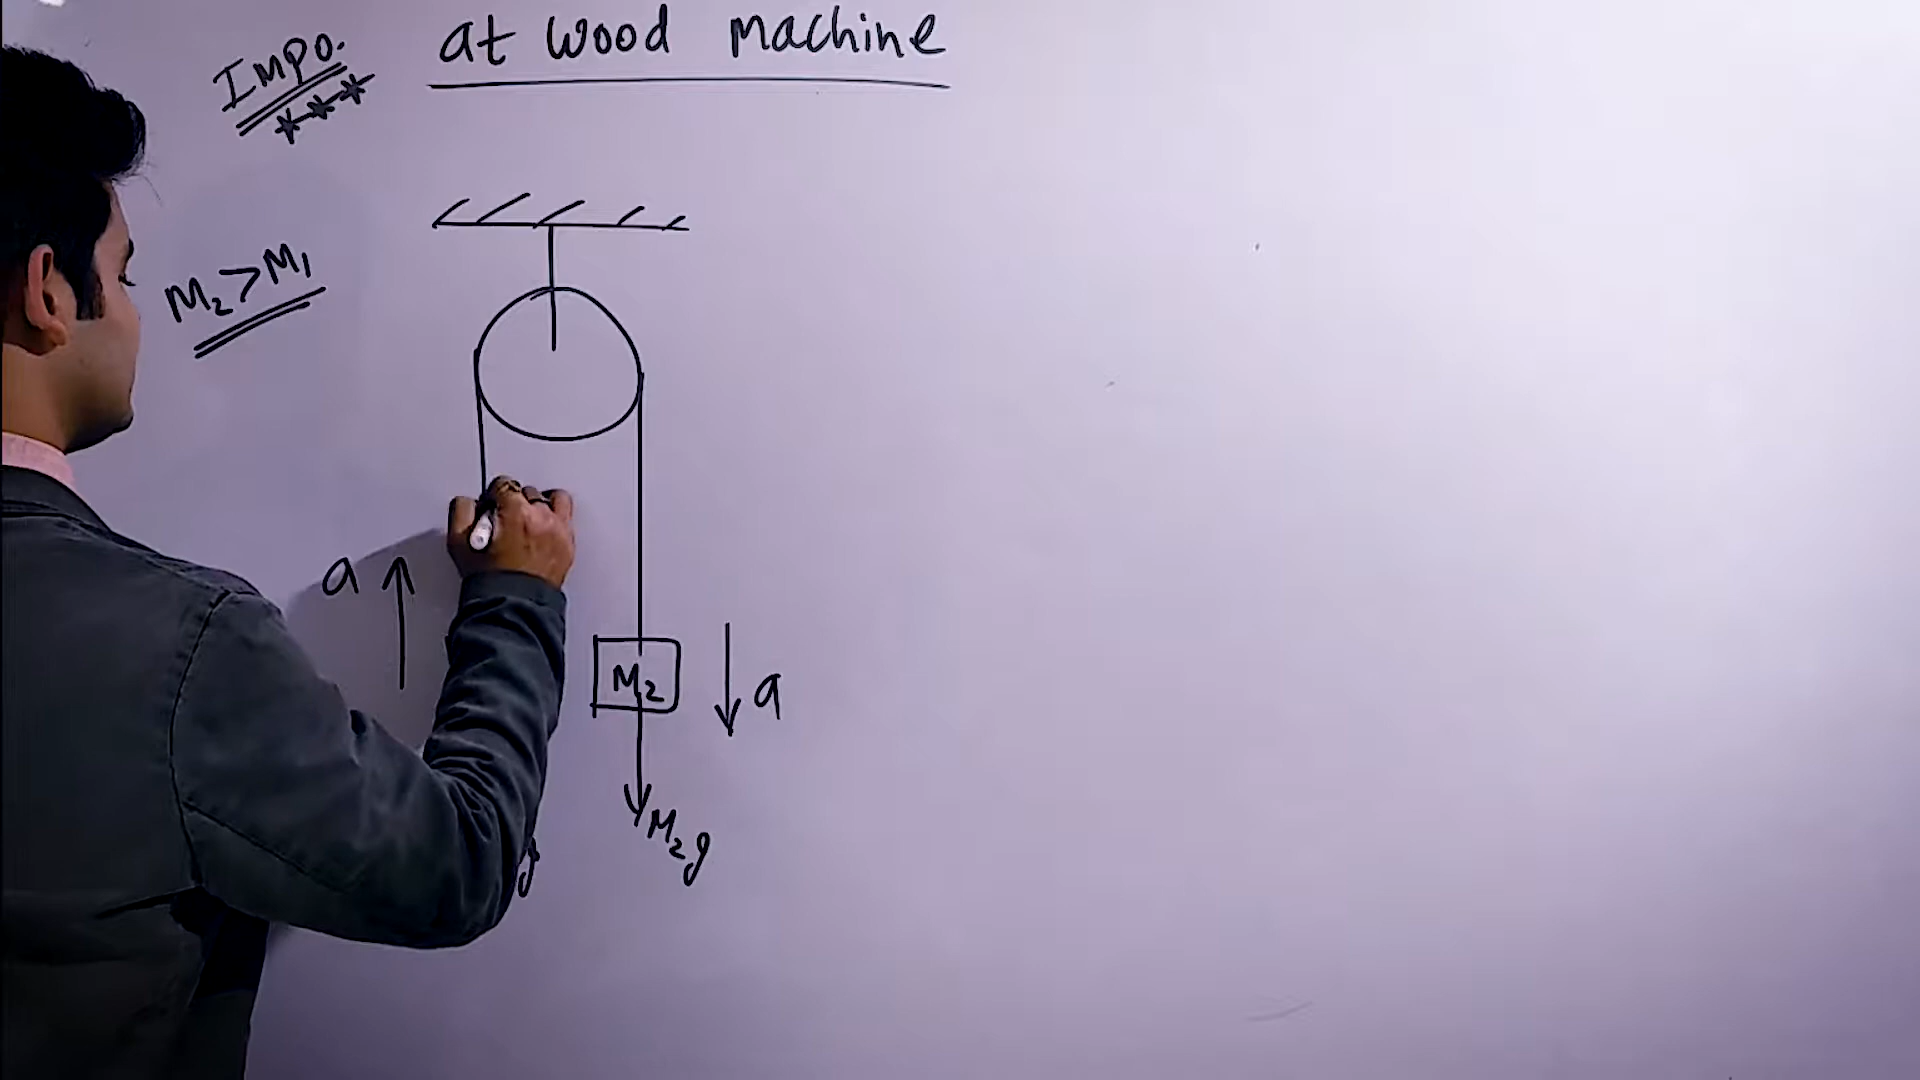 Impo.
at wood machine
M₂ > M₁
a
M₂
a
M₂g
g